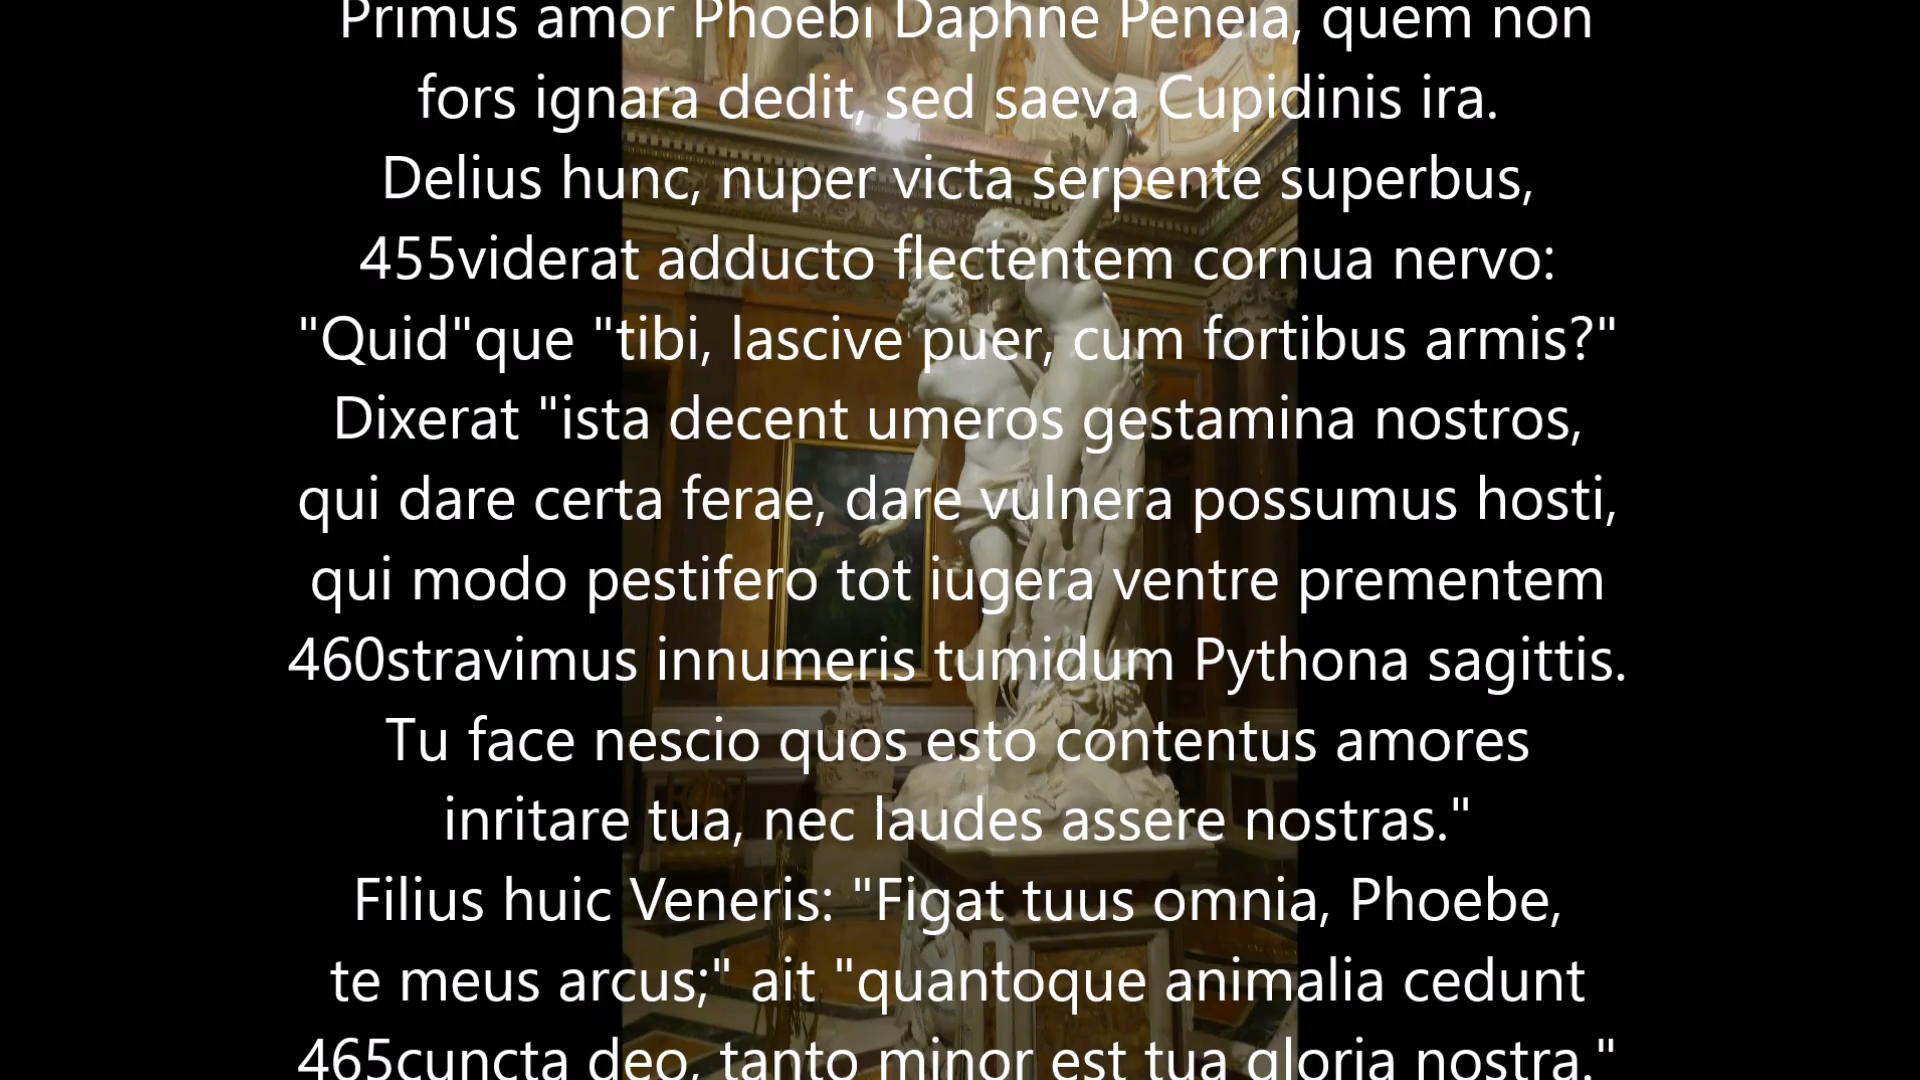 Primus amor Phoebi Daphne Peneia, quem non
fors ignara dedit, sed saeva Cupidinis ira.
Delius hunc, nuper victa serpente superbus,
455viderat adducto flectentem cornua nervo:
"Quid"que "tibi, lascive puer, cum fortibus armis?"
Dixerat "ista decent umeros gestamina nostros,
qui dare certa ferae, dare vulnera possumus hosti,
qui modo pestifero tot iugera ventre prementem
460stravimus innumeris tumidum Pythona sagittis.
Tu face nescio quos esto contentus amores
inritare tua, nec laudes assere nostras."
Filius huic Veneris: "Figat tuus omnia, Phoebe,
te meus arcus;" ait "quantoque animalia cedunt
465cuncta deo, tanto minor est tua gloria nostra."